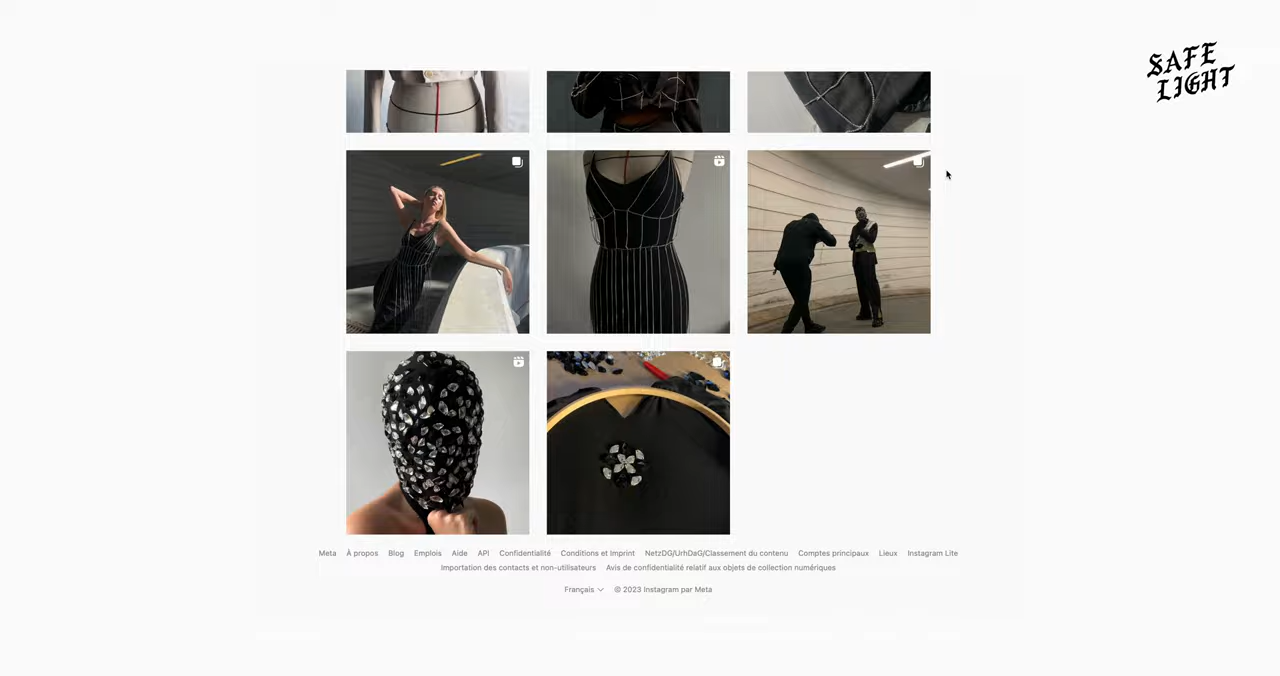 SAFE
LIGHT
Meta À propos Blog Emplois Aide API Confidentialité Conditions et Imprint NetzDG/UrhDaG/Classement du contenu Comptes principaux Lieux Instagram Lite
Importation des contacts et non-utilisateurs Avis de confidentialité relatif aux objets de collection numériques
Français © 2023 Instagram par Meta